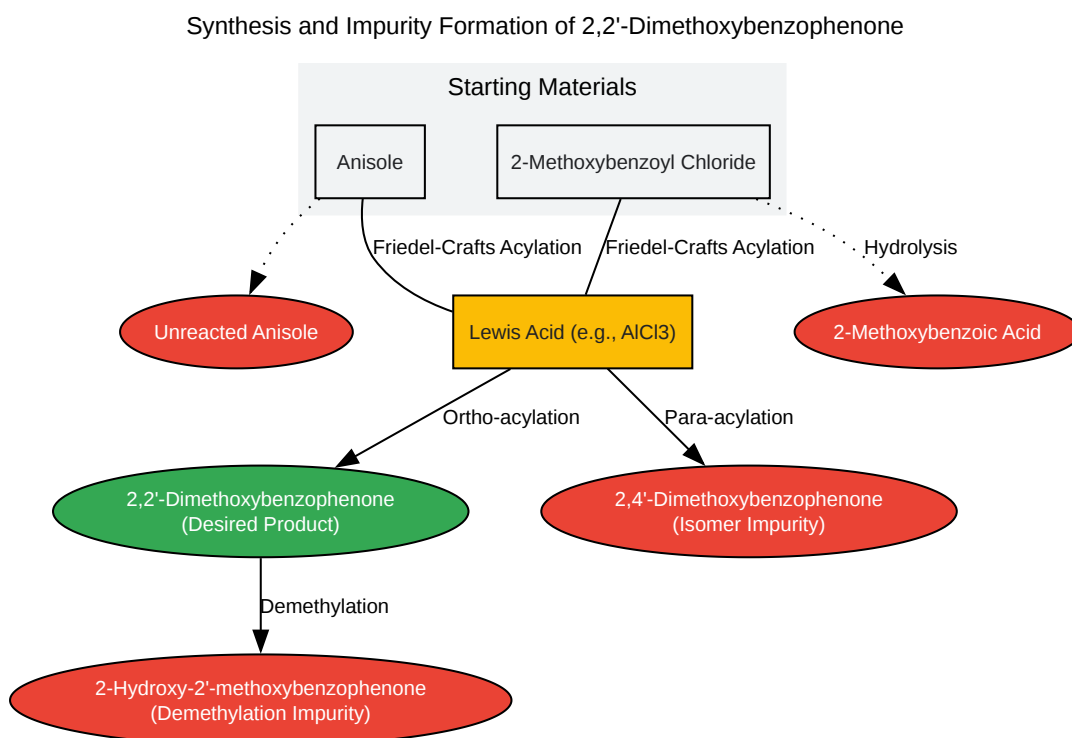 Synthesis and Impurity Formation of 2,2'-Dimethoxybenzophenone
Starting Materials
Anisole
2-Methoxybenzoyl Chloride
Friedel-Crafts Acylation
Friedel-Crafts Acylation
Hydrolysis
Unreacted Anisole
Lewis Acid (e.g., AlCl3)
2-Methoxybenzoic Acid
Ortho-acylation
Para-acylation
2,2'-Dimethoxybenzophenone
(Desired Product)
2,4'-Dimethoxybenzophenone
(Isomer Impurity)
Demethylation
2-Hydroxy-2'-methoxybenzophenone
(Demethylation Impurity)